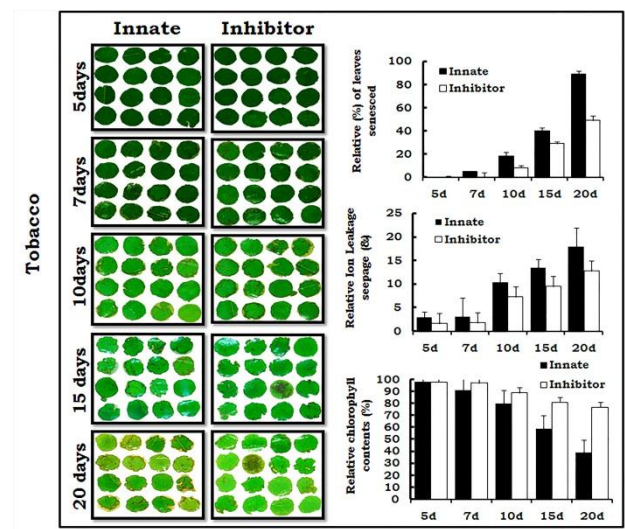 Tobacco
Innate
Inhibitor
5days
7days
10days
15 days
20 days
Relative (%) of leaves
senesced
100
80
60
40
20
0
Innate
Inhibitor
5d 7d 10d 15d 20d
Relative Ion Leakage
seepage (&)
25
20
15
10
5
0
Innate
Inhibitor
5d 7d 10d 15d 20d
Relative chlorophyll
contents (%)
100
90
80
70
60
50
40
30
20
10
0
Innate
Inhibitor
5d 7d 10d 15d 20d